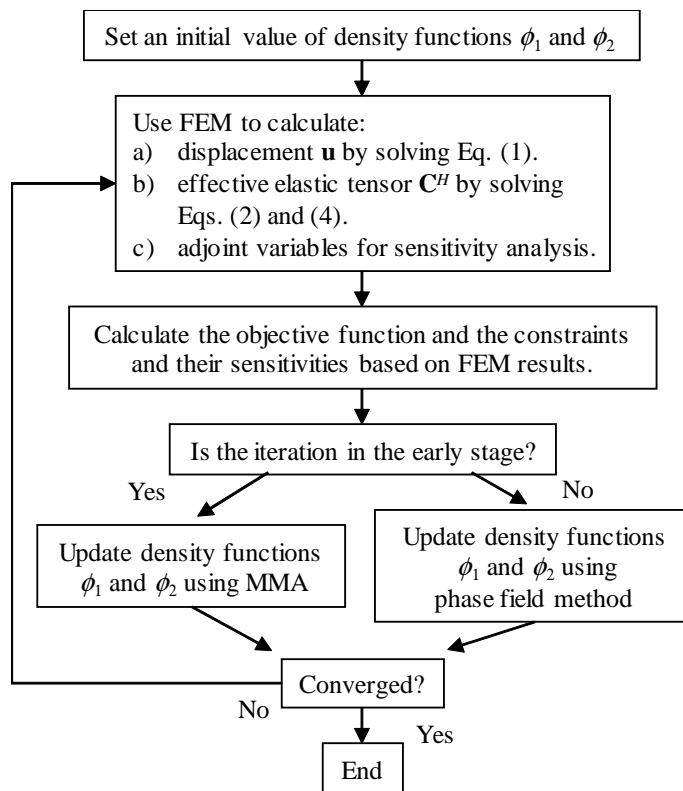 Set an initial value of density functions ϕ₁ and ϕ₂
Use FEM to calculate:
a) displacement u by solving Eq. (1).
b) effective elastic tensor Cᴴ by solving
Eqs. (2) and (4).
c) adjoint variables for sensitivity analysis.
Calculate the objective function and the constraints
and their sensitivities based on FEM results.
Is the iteration in the early stage?
Yes
No
Update density functions
ϕ₁ and ϕ₂ using MMA
Update density functions
ϕ₁ and ϕ₂ using
phase field method
Converged?
No
Yes
End